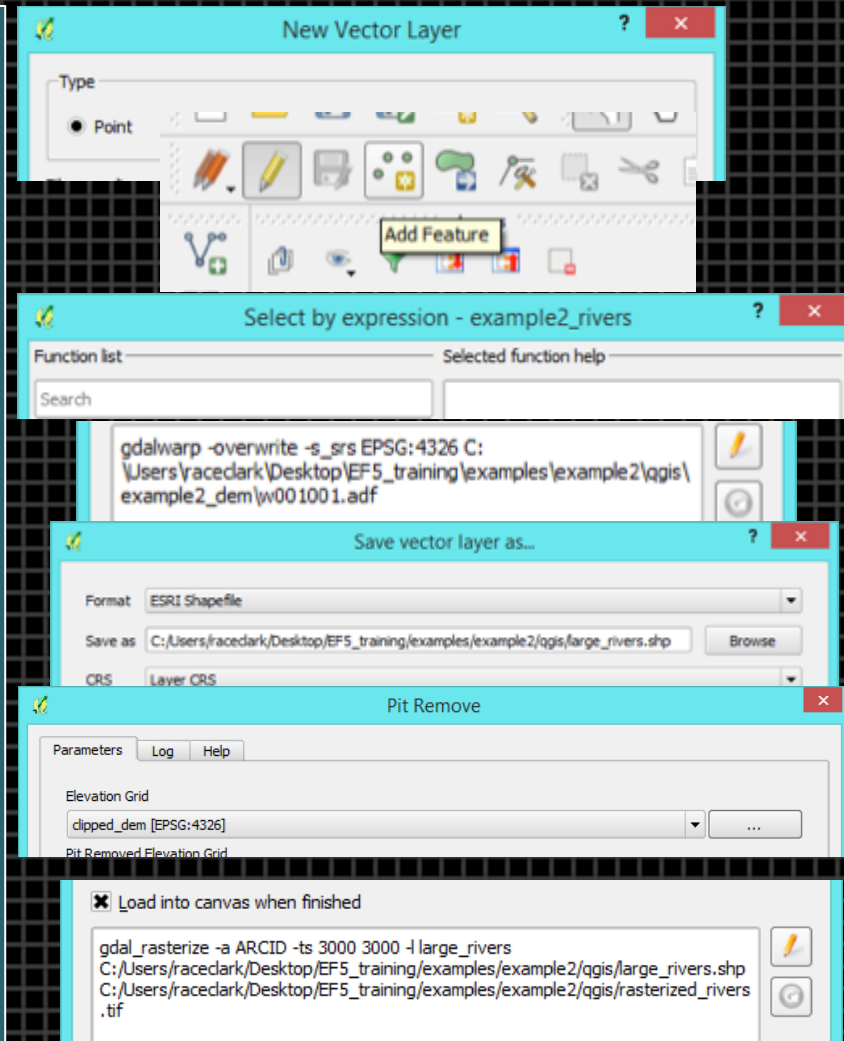 New Vector Layer
?
×
Type
Point
Add Feature
Select by expression - example2_rivers
?
×
Function list
Selected function help
Search
gdalwarp -overwrite -s_srs EPSG:4326 C:
\Users\raceclark\Desktop\EF5_training\examples\example2\qgis\
example2_dem\w001001.adf
Save vector layer as...
?
×
Format
ESRI Shapefile
Save as
C:/Users/raceclark/Desktop/EF5_training/examples/example2/qgis/large_rivers.shp
Browse
CRS
Layer CRS
Pit Remove
×
Parameters
Log
Help
Elevation Grid
clipped_dem [EPSG:4326]
...
Pit Removed Elevation Grid
Load into canvas when finished
gdal_rasterize -a ARCID -ts 3000 3000 -l large_rivers
C:/Users/raceclark/Desktop/EF5_training/examples/example2/qgis/large_rivers.shp
C:/Users/raceclark/Desktop/EF5_training/examples/example2/qgis/rasterized_rivers
.tif